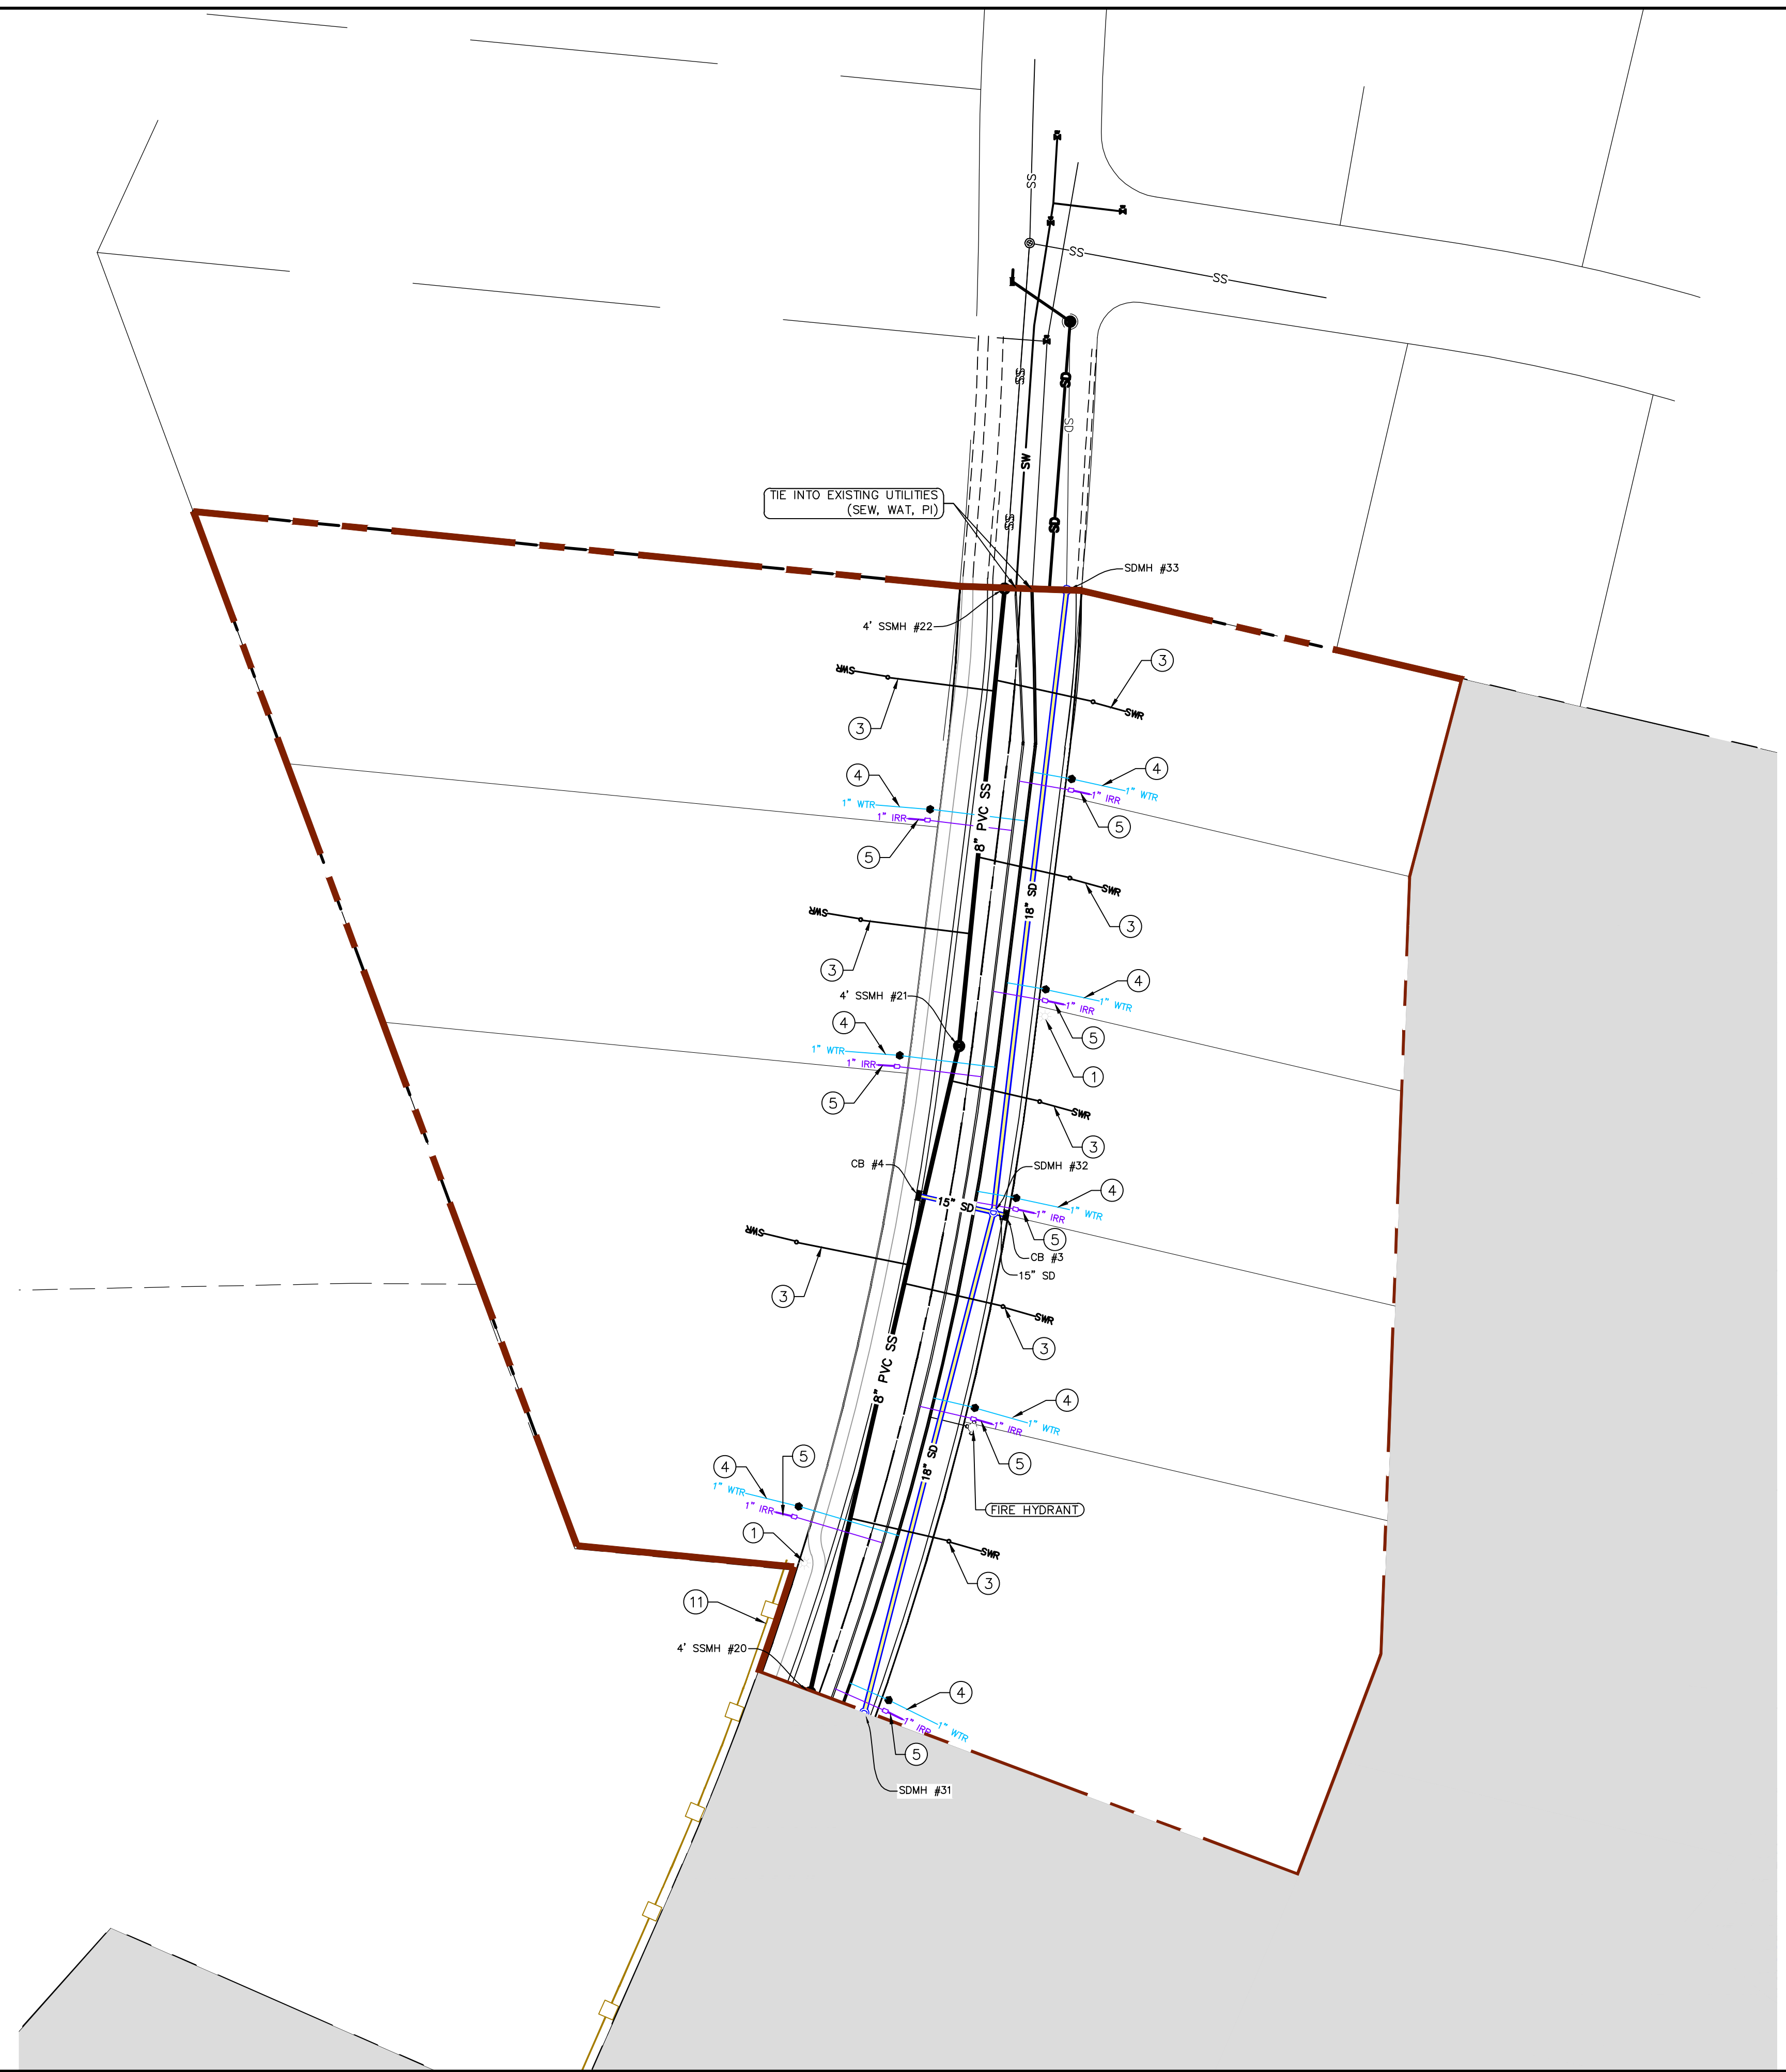 SS
SS
SS
SS
SD
SD
SW
SS
SD
TIE INTO EXISTING UTILITIES
(SEW, WAT, PI)
SDMH #33
4' SSMH #22
3
SWR
SWR
3
4
4
1" WTR
1" WTR
1" IRR
1" IRR
8" PVC SS
5
5
18" SD
SWR
3
SWR
3
4
4' SSMH #21
1" WTR
1" IRR
4
5
1" WTR
1" IRR
1
5
SWR
3
CB #4
SDMH #32
4
15" SD
1" WTR
1" IRR
SWR
5
CB #3
15" SD
3
SWR
3
8" PVC SS
4
1" WTR
1" IRR
18" SD
5
4
5
1" WTR
1" IRR
FIRE HYDRANT
1
SWR
3
11
4' SSMH #20
4
1" IRR
1" WTR
5
SDMH #31